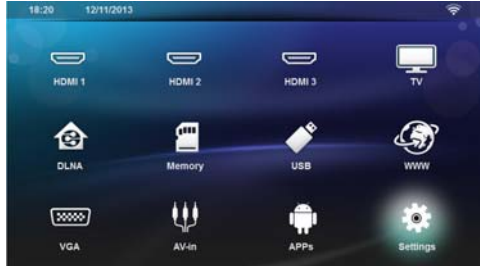 18:20 12/11/2013
HDMI 1 HDMI 2 HDMI 3 TV
DLNA Memory USB WWW
VGA AV-in APPs Settings